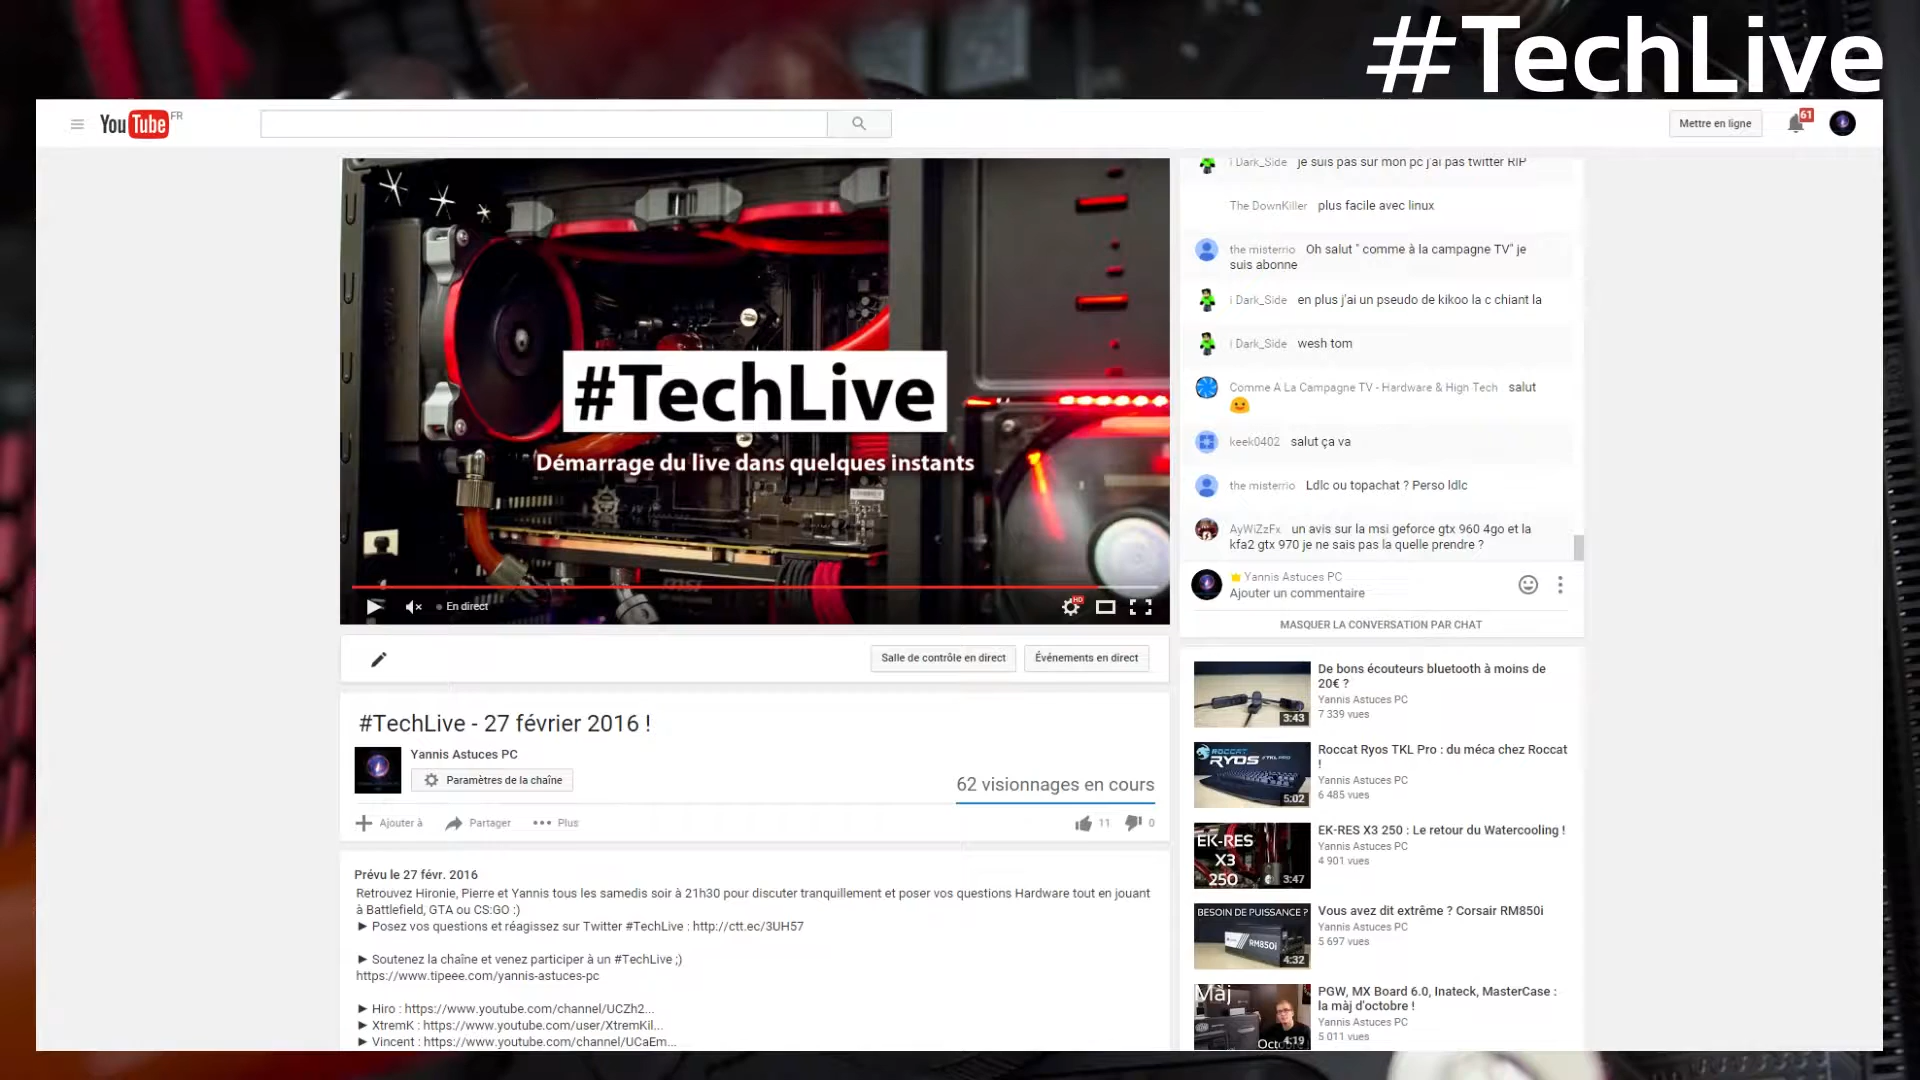 #TechLive
YouTube FR
Mettre en ligne
61
i Dark_Side je suis pas sur mon pc j'ai pas twitter RIP
The DownKiller plus facile avec linux
the misterrio Oh salut " comme à la campagne TV" je
suis abonne
i Dark_Side en plus j'ai un pseudo de kikoo la c chiant la
i Dark_Side wesh tom
Comme A La Campagne TV - Hardware & High Tech salut
keek0402 salut ça va
the misterrio Ldlc ou topachat ? Perso ldlc
AyWiZzFx un avis sur la msi geforce gtx 960 4go et la
kfa2 gtx 970 je ne sais pas la quelle prendre ?
Yannis Astuces PC
Ajouter un commentaire
MASQUER LA CONVERSATION PAR CHAT
#TechLive
Démarrage du live dans quelques instants
msi
En direct
HD
Salle de contrôle en direct
Événements en direct
#TechLive - 27 février 2016 !
Yannis Astuces PC
Paramètres de la chaîne
62 visionnages en cours
Ajouter à
Partager
Plus
11
0
Prévu le 27 févr. 2016
Retrouvez Hironie, Pierre et Yannis tous les samedis soir à 21h30 pour discuter tranquillement et poser vos questions Hardware tout en jouant
à Battlefield, GTA ou CS:GO :)
► Posez vos questions et réagissez sur Twitter #TechLive : http://ctt.ec/3UH57
► Soutenez la chaîne et venez participer à un #TechLive ;)
https://www.tipeee.com/yannis-astuces-pc
► Hiro : https://www.youtube.com/channel/UCZh2...
► XtremK : https://www.youtube.com/user/XtremKil...
► Vincent : https://www.youtube.com/channel/UCaEm...
3:43
De bons écouteurs bluetooth à moins de
20€ ?
Yannis Astuces PC
7 339 vues
ROCCAT
RYOS TKL PRO
5:02
Roccat Ryos TKL Pro : du méca chez Roccat
!
Yannis Astuces PC
6 485 vues
EK-RES
X3
250
3:47
EK-RES X3 250 : Le retour du Watercooling !
Yannis Astuces PC
4 901 vues
BESOIN DE PUISSANCE ?
RM850i
4:32
Vous avez dit extrême ? Corsair RM850i
Yannis Astuces PC
5 697 vues
Màj
Octo
4:19
PGW, MX Board 6.0, Inateck, MasterCase :
la màj d'octobre !
Yannis Astuces PC
5 011 vues